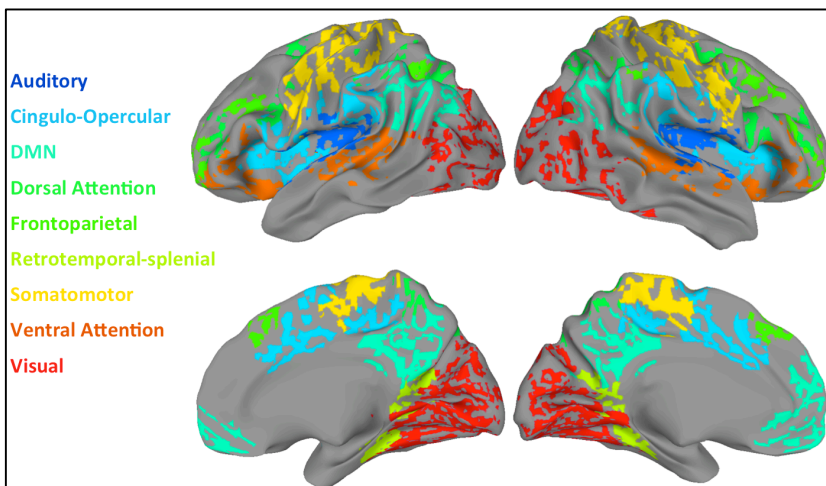 Auditory
Cingulo-Opercular
DMN
Dorsal Attention
Frontoparietal
Retrotemporal-splenial
Somatomotor
Ventral Attention
Visual